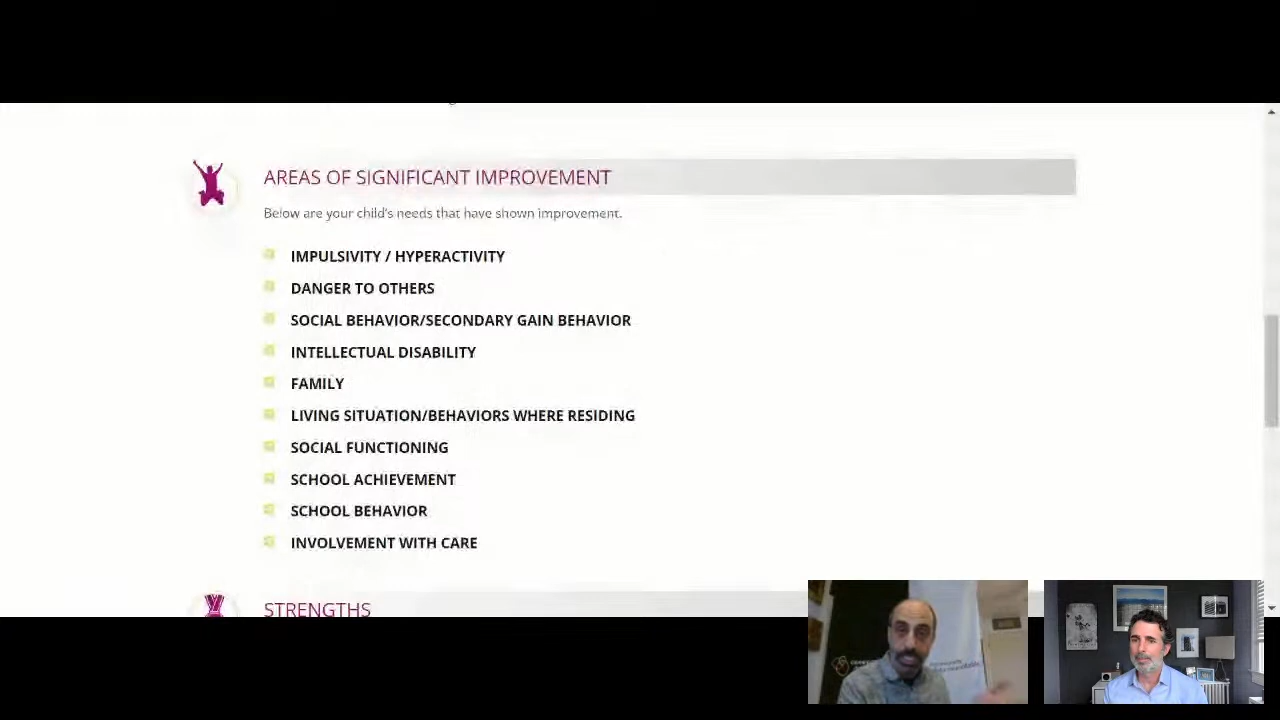 AREAS OF SIGNIFICANT IMPROVEMENT
Below are your child's needs that have shown improvement.
IMPULSIVITY / HYPERACTIVITY
DANGER TO OTHERS
SOCIAL BEHAVIOR/SECONDARY GAIN BEHAVIOR
INTELLECTUAL DISABILITY
FAMILY
LIVING SITUATION/BEHAVIORS WHERE RESIDING
SOCIAL FUNCTIONING
SCHOOL ACHIEVEMENT
SCHOOL BEHAVIOR
INVOLVEMENT WITH CARE
STRENGTHS